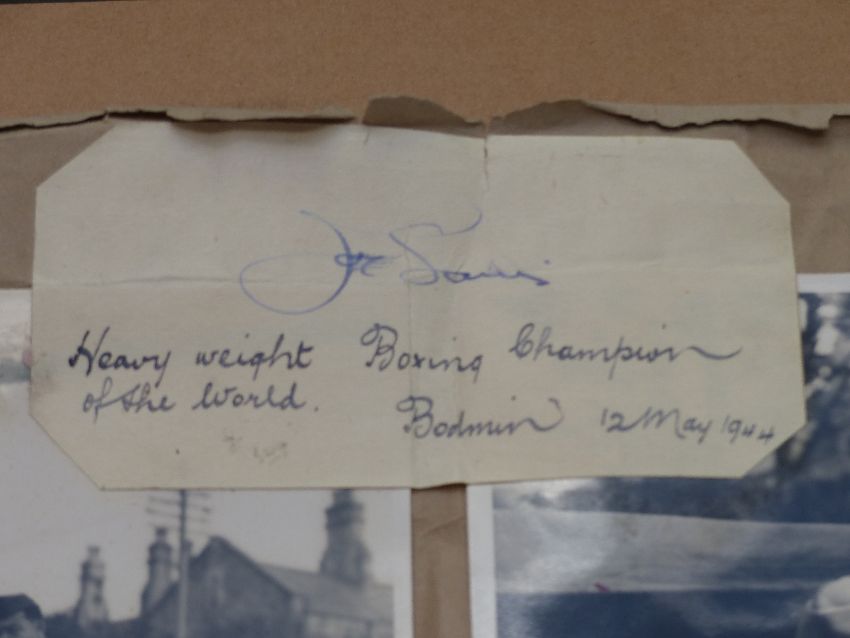 Joe Louis
Heavy weight Boxing Champion
of the World. Bodmin 12 May 1944